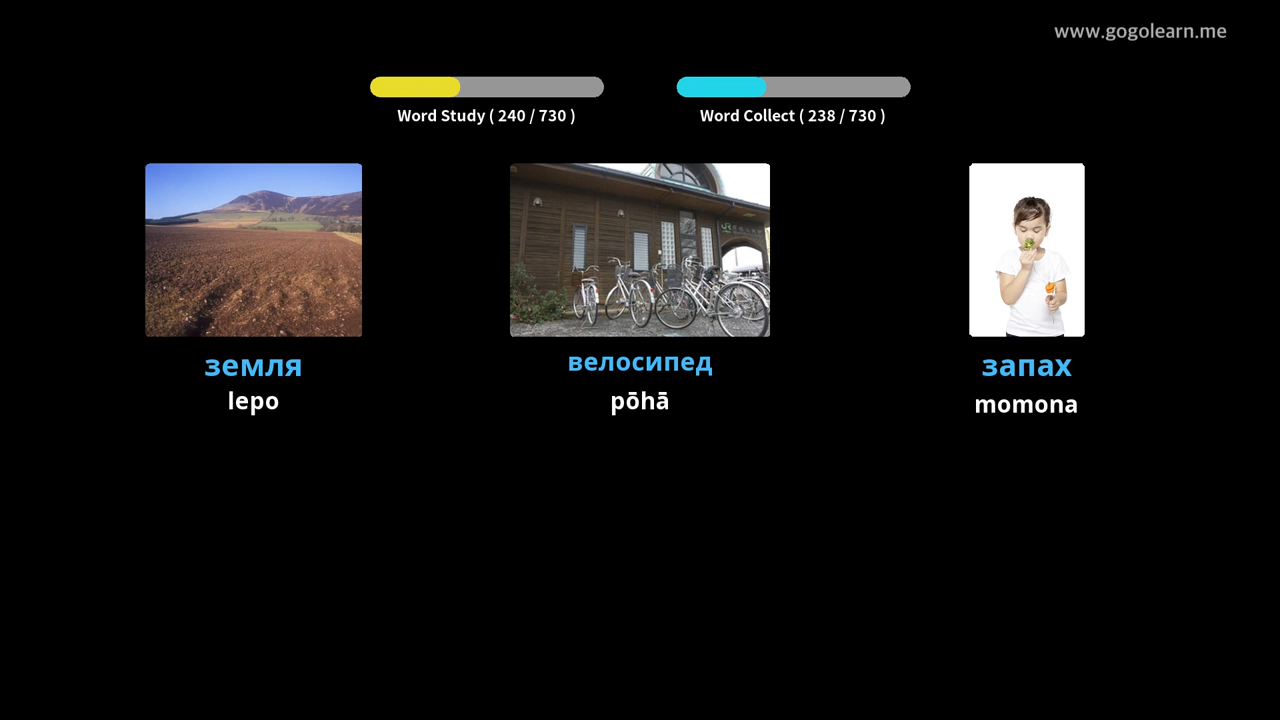 www.gogolearn.me
Word Study ( 240 / 730 )
Word Collect ( 238 / 730 )
земля
велосипед
запах
lepo
pōhā
momona